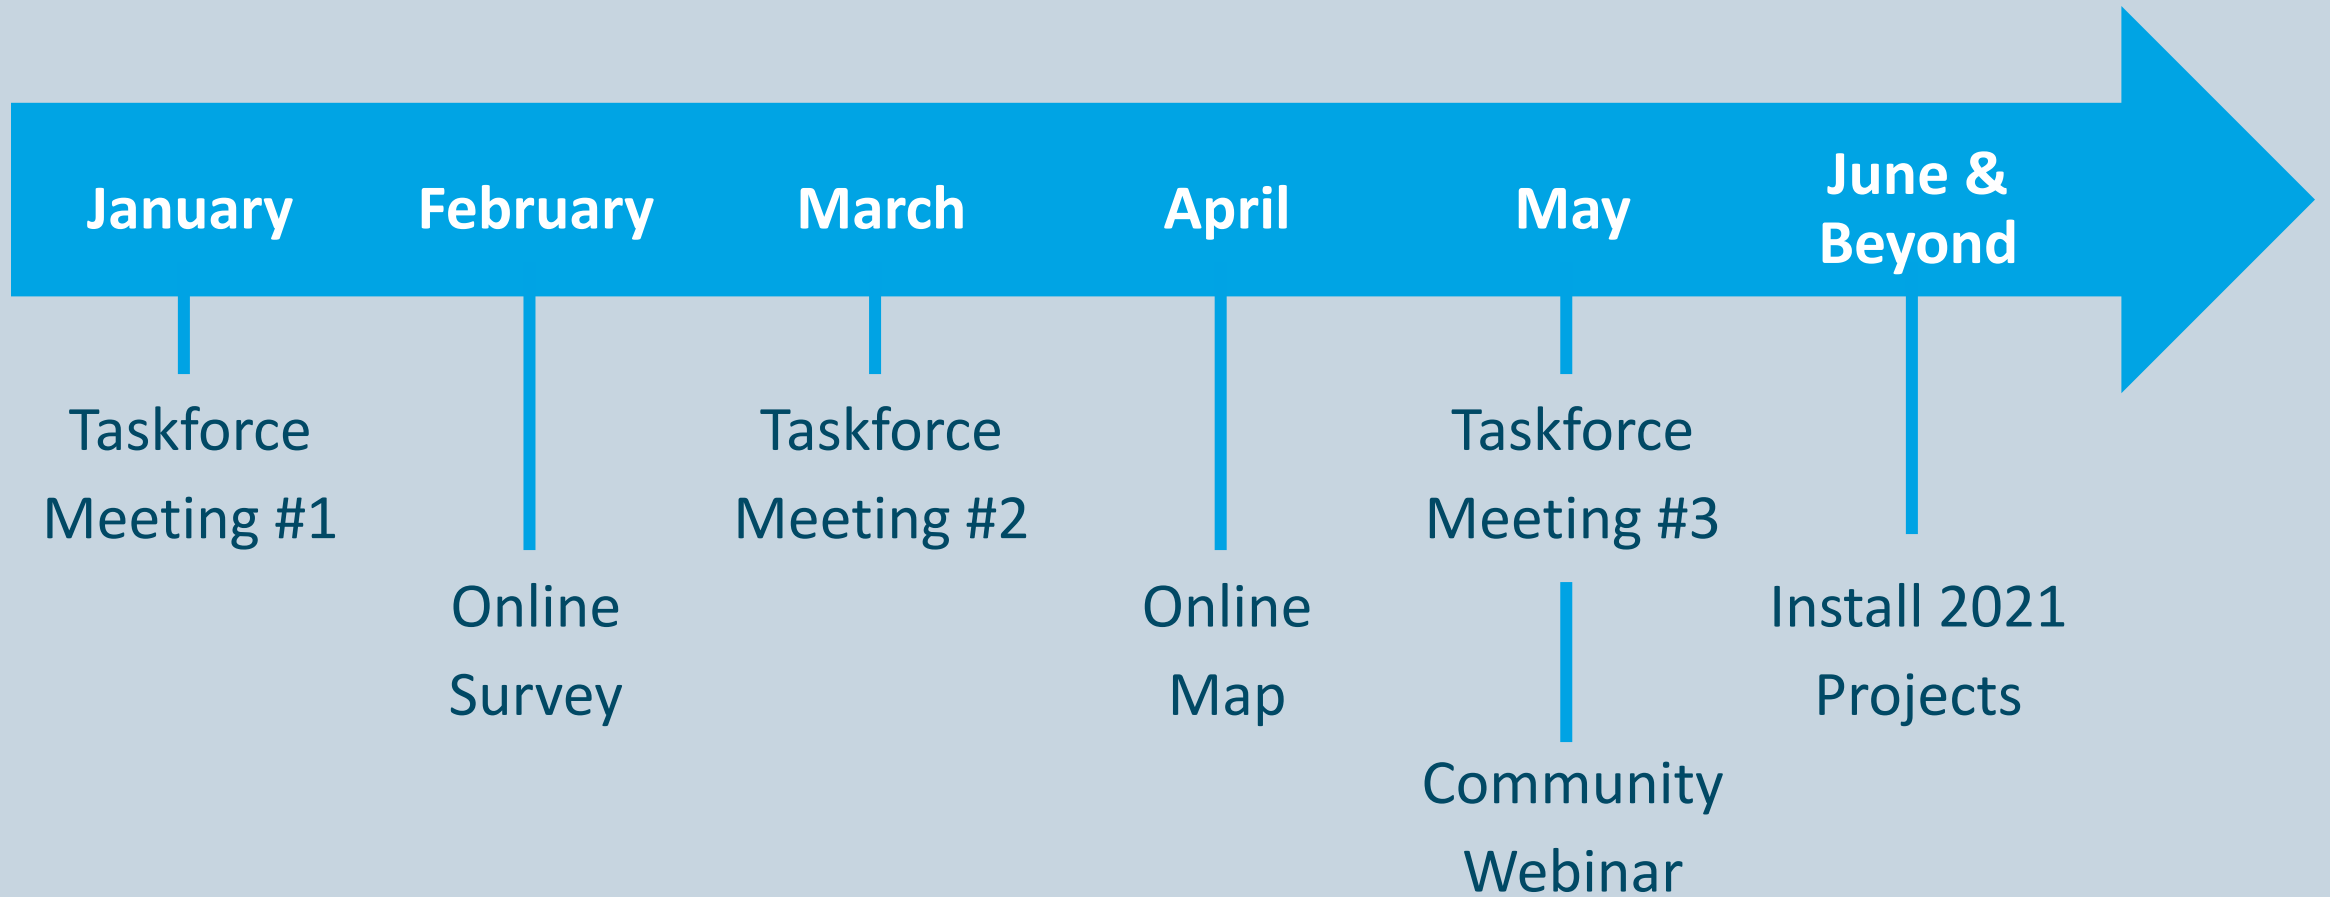 January
February
March
April
May
June &
Beyond
Taskforce
Meeting #1
Online
Survey
Taskforce
Meeting #2
Online
Map
Taskforce
Meeting #3
Community
Webinar
Install 2021
Projects